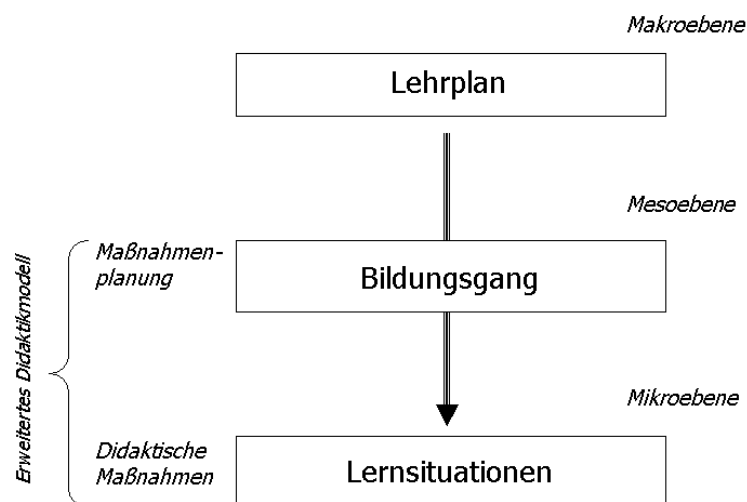 Makroebene
Lehrplan
Mesoebene
Maßnahmen-
planung
Bildungsgang
Erweitertes Didaktikmodell
Mikroebene
Didaktische
Maßnahmen
Lernsituationen